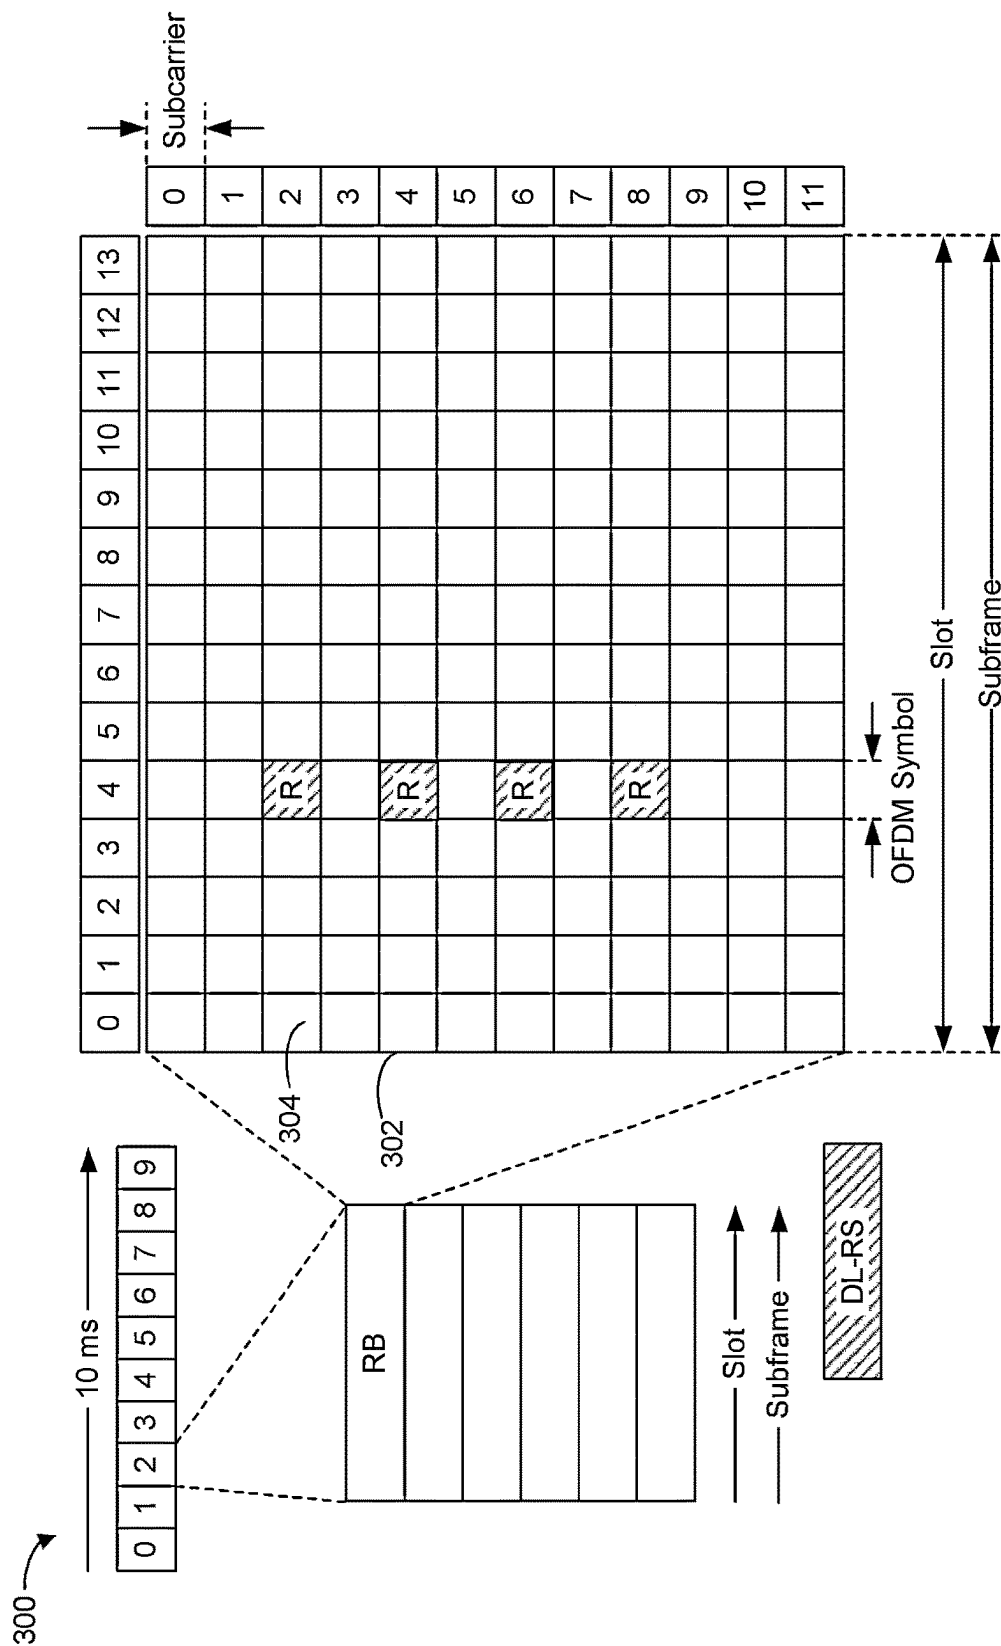 300
10 ms
0 1 2 3 4 5 6 7 8 9
RB
Slot
Subframe
DL-RS
0 1 2 3 4 5 6 7 8 9 10 11 12 13
Subcarrier
0
1
2
3
4
5
6
7
8
9
10
11
R
R
R
R
304
302
OFDM Symbol
Slot
Subframe